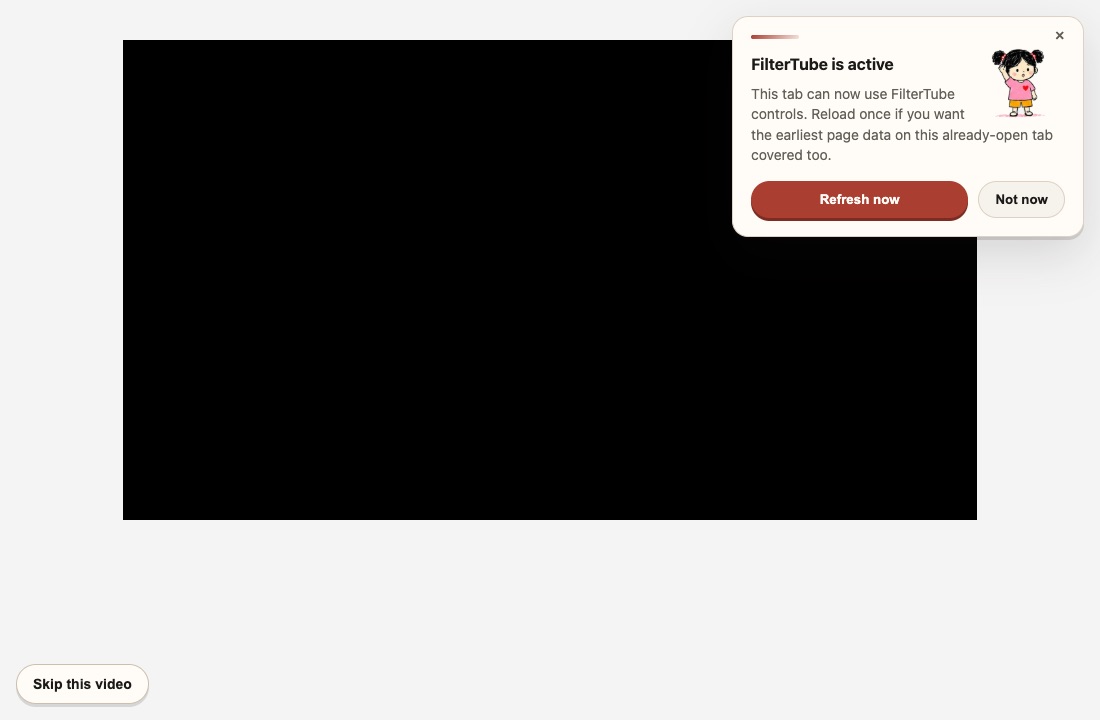 FilterTube is active
This tab can now use FilterTube
controls. Reload once if you want
the earliest page data on this already-open tab
covered too.
Refresh now
Not now
Skip this video